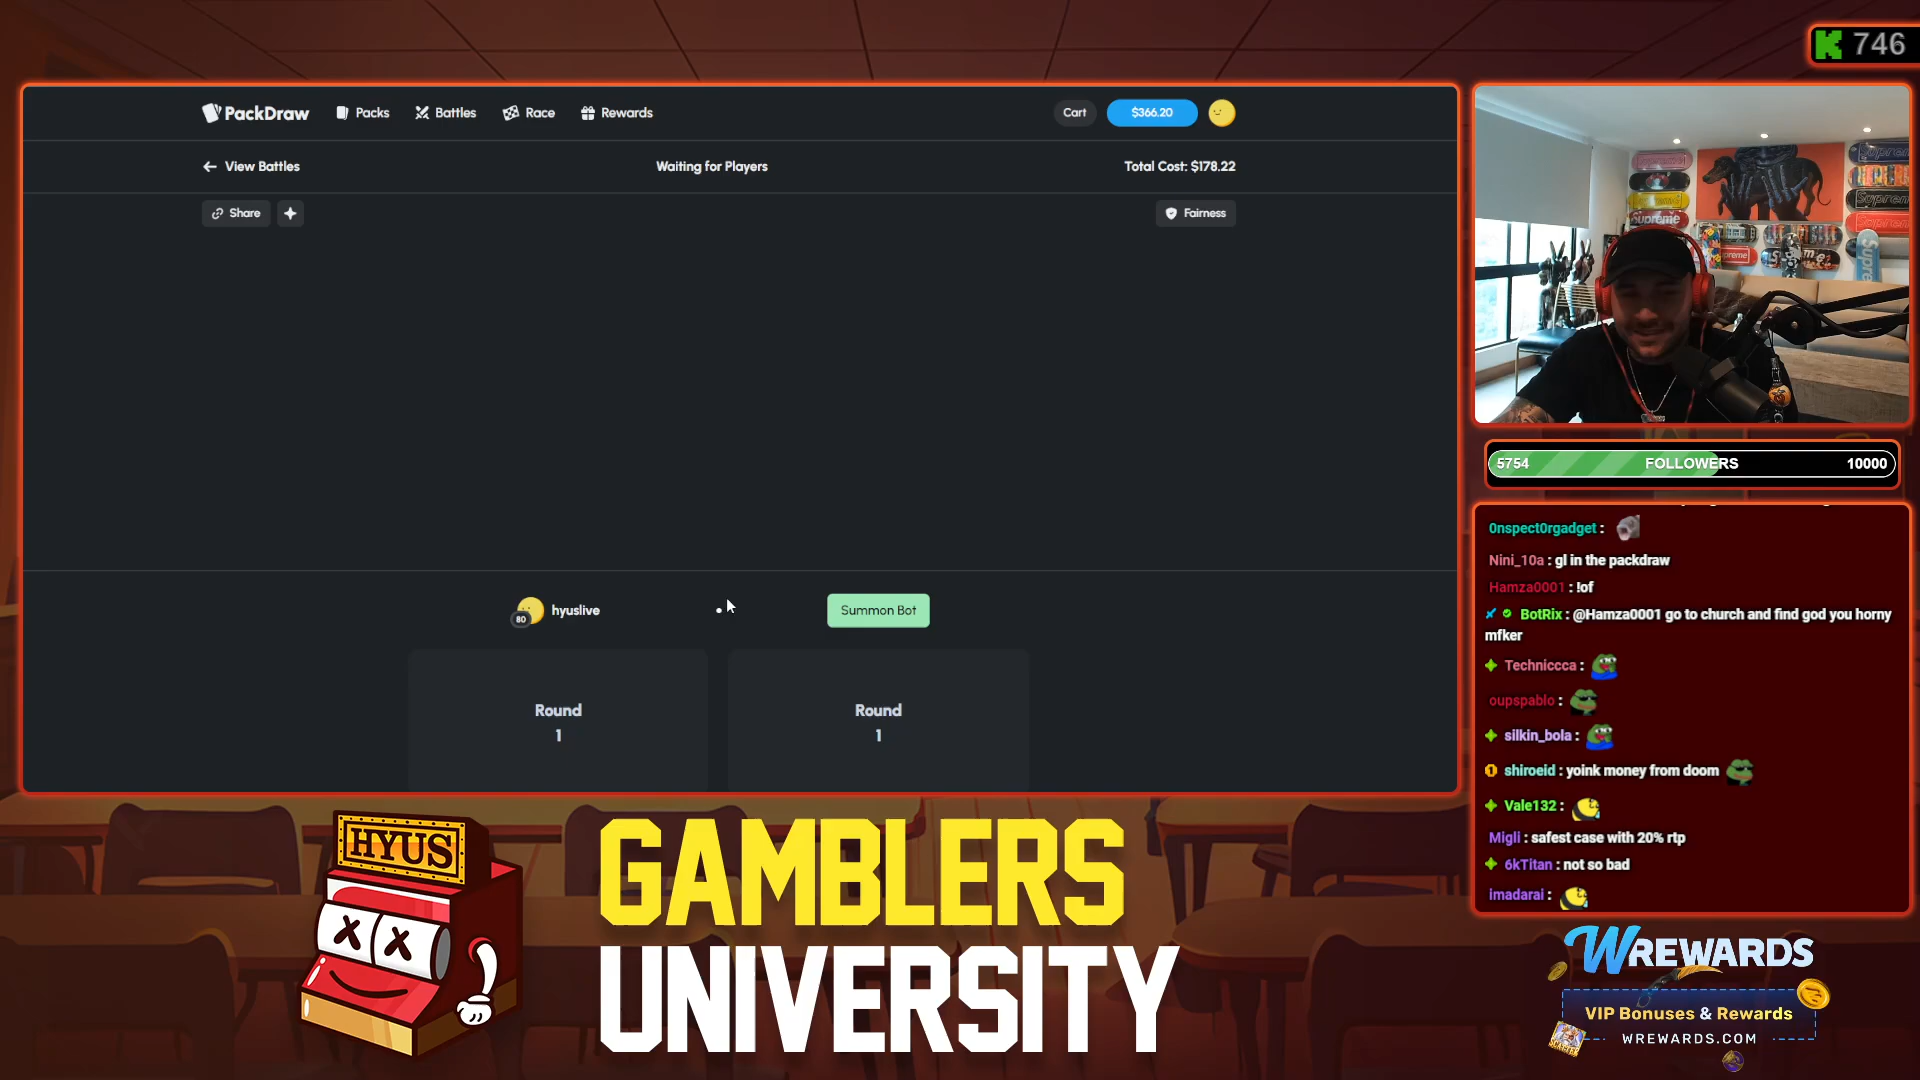 746
PackDraw
Packs
Battles
Race
Rewards
Cart
$366.20
View Battles
Waiting for Players
Total Cost: $178.22
Share
Fairness
Supreme
80
hyuslive
Summon Bot
Round
1
Round
1
5754
FOLLOWERS
10000
0nspect0rgadget :
Nini_10a : gl in the packdraw
Hamza0001 : !of
BotRix : @Hamza0001 go to church and find god you horny
mfker
Techniccca :
oupspablo :
silkin_bola :
shiroeid : yoink money from doom
Vale132 :
Migli : safest case with 20% rtp
6kTitan : not so bad
imadarai :
HYUS
GAMBLERS
UNIVERSITY
WREWARDS
VIP Bonuses & Rewards
WREWARDS.COM